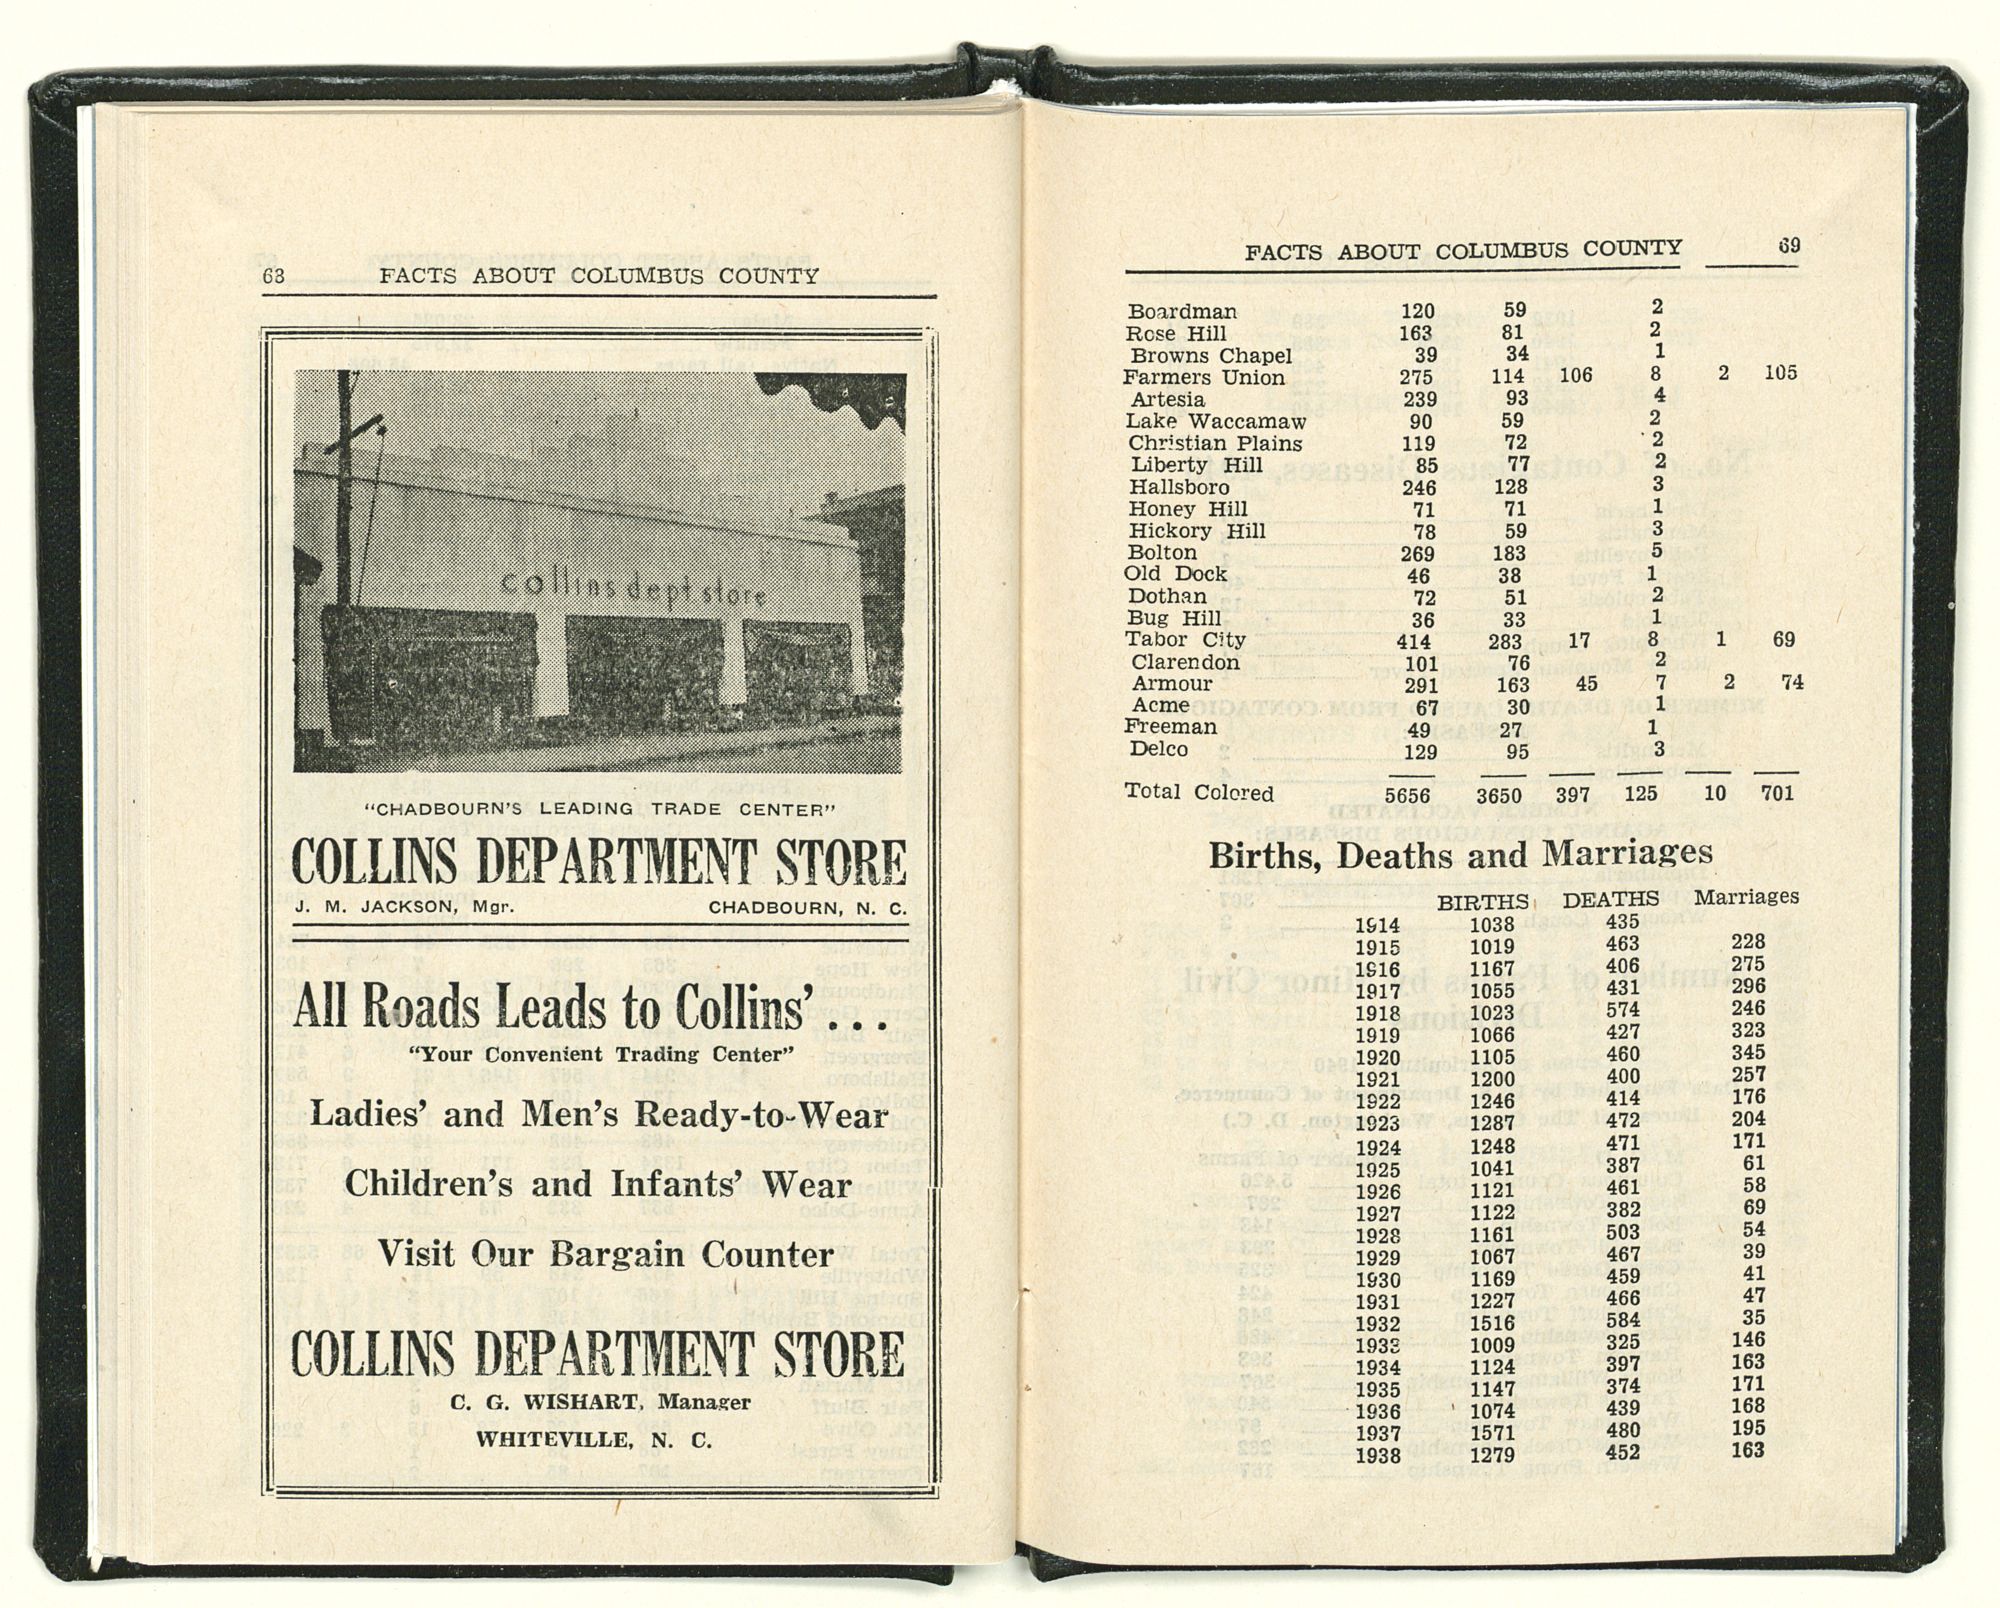 63 FACTS ABOUT COLUMBUS COUNTY
collins dept store
"CHADBOURN'S LEADING TRADE CENTER"
COLLINS DEPARTMENT STORE
J. M. JACKSON, Mgr. CHADBOURN, N. C.
All Roads Leads to Collins' ...
"Your Convenient Trading Center"
Ladies' and Men's Ready-to-Wear
Children's and Infants' Wear
Visit Our Bargain Counter
COLLINS DEPARTMENT STORE
C. G. WISHART, Manager
WHITEVILLE, N. C.
FACTS ABOUT COLUMBUS COUNTY 69
Boardman 120 59 2
Rose Hill 163 81 2
Browns Chapel 39 34 1
Farmers Union 275 114 106 8 2 105
Artesia 239 93 4
Lake Waccamaw 90 59 2
Christian Plains 119 72 2
Liberty Hill 85 77 2
Hallsboro 246 128 3
Honey Hill 71 71 1
Hickory Hill 78 59 3
Bolton 269 183 5
Old Dock 46 38 1
Dothan 72 51 2
Bug Hill 36 33 1
Tabor City 414 283 17 8 1 69
Clarendon 101 76 2
Armour 291 163 45 7 2 74
Acme 67 30 1
Freeman 49 27 1
Delco 129 95 3
Total Colored 5656 3650 397 125 10 701
Births, Deaths and Marriages
BIRTHS DEATHS Marriages
1914 1038 435
1915 1019 463 228
1916 1167 406 275
1917 1055 431 296
1918 1023 574 246
1919 1066 427 323
1920 1105 460 345
1921 1200 400 257
1922 1246 414 176
1923 1287 472 204
1924 1248 471 171
1925 1041 387 61
1926 1121 461 58
1927 1122 382 69
1928 1161 503 54
1929 1067 467 39
1930 1169 459 41
1931 1227 466 47
1932 1516 584 35
1933 1009 325 146
1934 1124 397 163
1935 1147 374 171
1936 1074 439 168
1937 1571 480 195
1938 1279 452 163